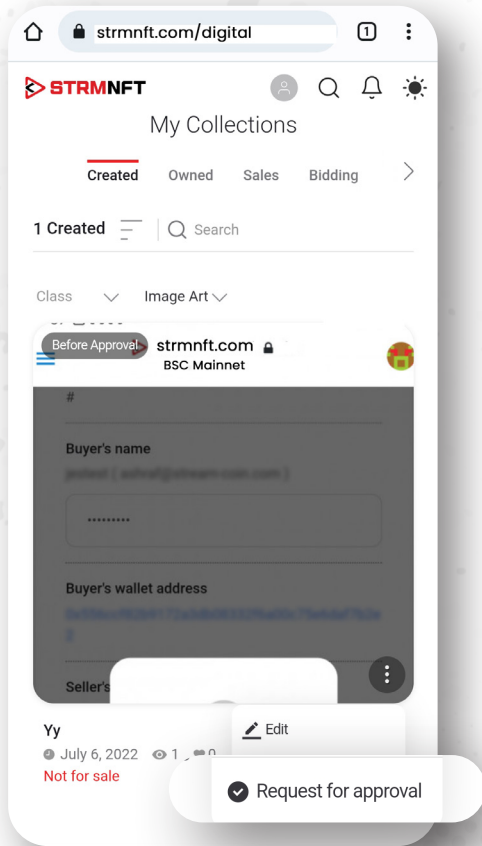 strmnft.com/digital
1
STRMNFT
My Collections
Created Owned Sales Bidding
1 Created
Search
Class Image Art
Before Approval
strmnft.com
BSC Mainnet
#
Buyer's name
•••••••••
Buyer's wallet address
Seller's
Yy
July 6, 2022 1 0
Not for sale
Edit
Request for approval